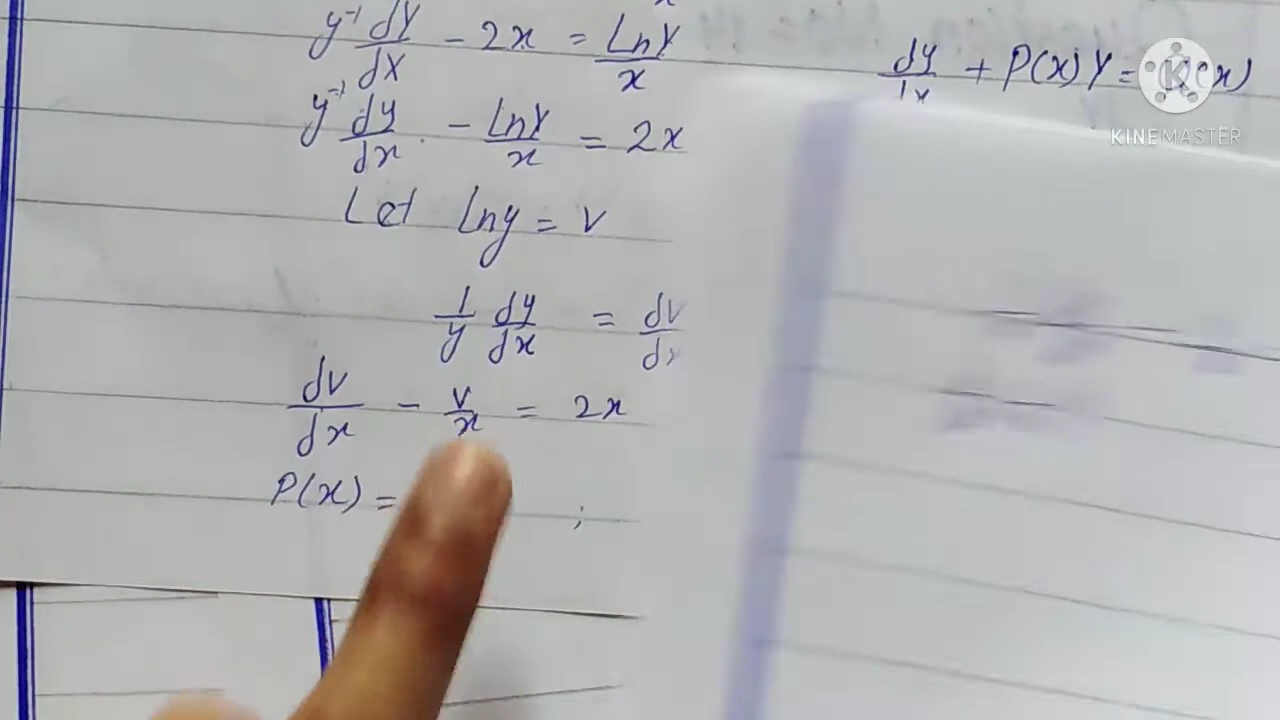 y⁻¹ dy/dx - 2x = Lny/x
dy/dx + P(x) Y = Q(x)
y⁻¹ dy/dx - Lny/x = 2x
KINEMASTER
Let Lny = v
1/y dy/dx = dv/dx
dv/dx - v/x = 2x
P(x) = ;